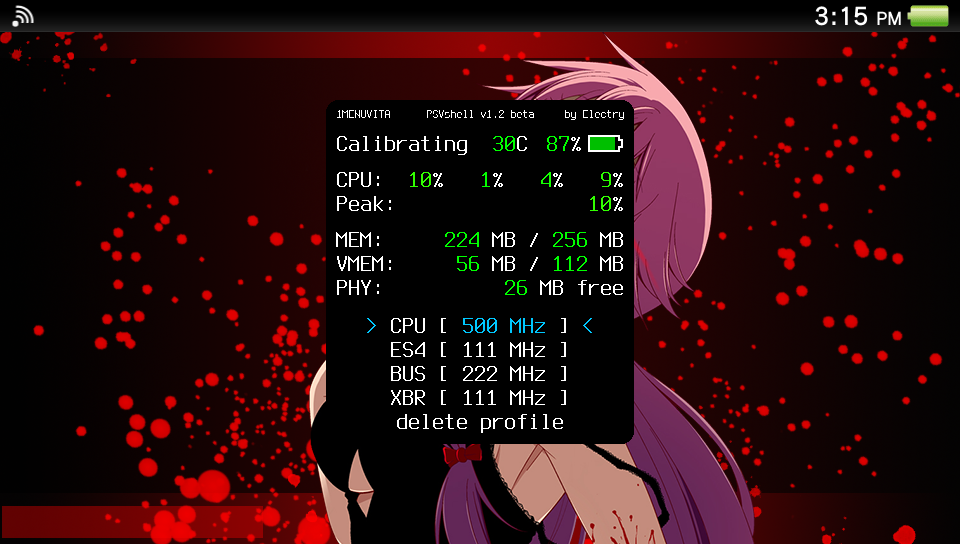 3:15 PM
1MENUVITA PSVshell v1.2 beta by Electry
Calibrating 30C 87%
CPU: 10% 1% 4% 9%
Peak: 10%
MEM: 224 MB / 256 MB
VMEM: 56 MB / 112 MB
PHY: 26 MB free
> CPU [ 500 MHz ] <
ES4 [ 111 MHz ]
BUS [ 222 MHz ]
XBR [ 111 MHz ]
delete profile